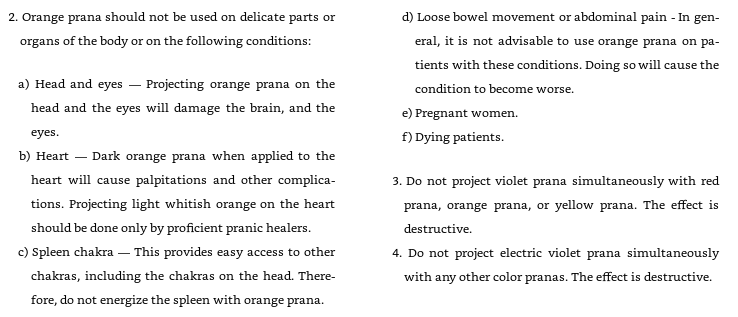 2. Orange prana should not be used on delicate parts or
organs of the body or on the following conditions:
a) Head and eyes — Projecting orange prana on the
head and the eyes will damage the brain, and the
eyes.
b) Heart — Dark orange prana when applied to the
heart will cause palpitations and other complica-
tions. Projecting light whitish orange on the heart
should be done only by proficient pranic healers.
c) Spleen chakra — This provides easy access to other
chakras, including the chakras on the head. There-
fore, do not energize the spleen with orange prana.
d) Loose bowel movement or abdominal pain - In gen-
eral, it is not advisable to use orange prana on pa-
tients with these conditions. Doing so will cause the
condition to become worse.
e) Pregnant women.
f) Dying patients.
3. Do not project violet prana simultaneously with red
prana, orange prana, or yellow prana. The effect is
destructive.
4. Do not project electric violet prana simultaneously
with any other color pranas. The effect is destructive.